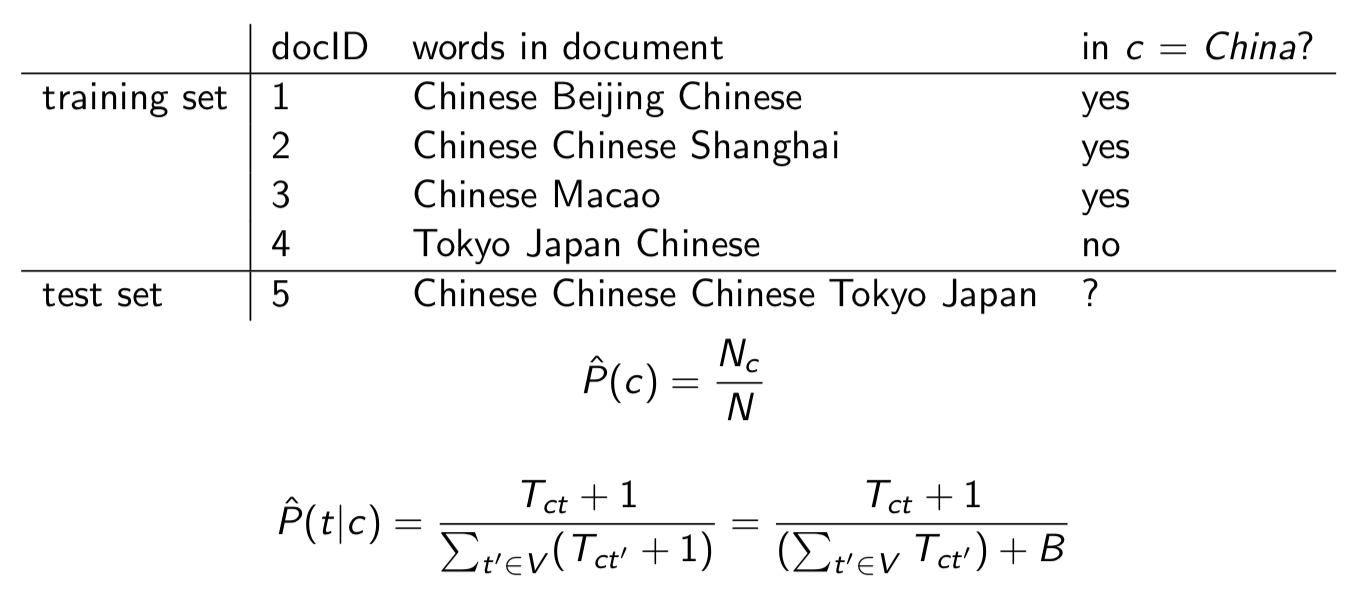 docID words in document in c = China?
training set 1 Chinese Beijing Chinese yes
2 Chinese Chinese Shanghai yes
3 Chinese Macao yes
4 Tokyo Japan Chinese no
test set 5 Chinese Chinese Chinese Tokyo Japan ?
P̂(c) = N_c / N
P̂(t|c) = (T_ct + 1) / (∑_{t′∈V}(T_ct′ + 1)) = (T_ct + 1) / ((∑_{t′∈V} T_ct′) + B)